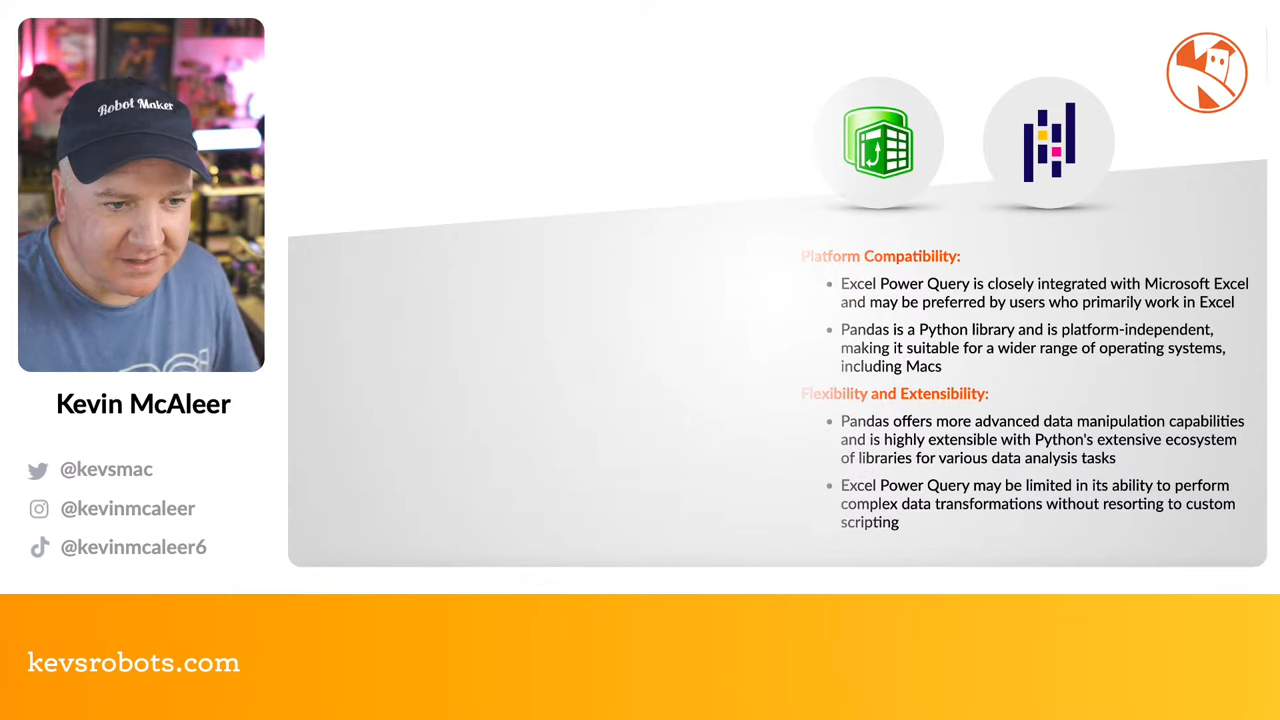 Robot Maker
Kevin McAleer
@kevsmac
@kevinmcaleer
@kevinmcaleer6
Platform Compatibility:
Excel Power Query is closely integrated with Microsoft Excel
and may be preferred by users who primarily work in Excel
Pandas is a Python library and is platform-independent,
making it suitable for a wider range of operating systems,
including Macs
Flexibility and Extensibility:
Pandas offers more advanced data manipulation capabilities
and is highly extensible with Python's extensive ecosystem
of libraries for various data analysis tasks
Excel Power Query may be limited in its ability to perform
complex data transformations without resorting to custom
scripting
kevsrobots.com